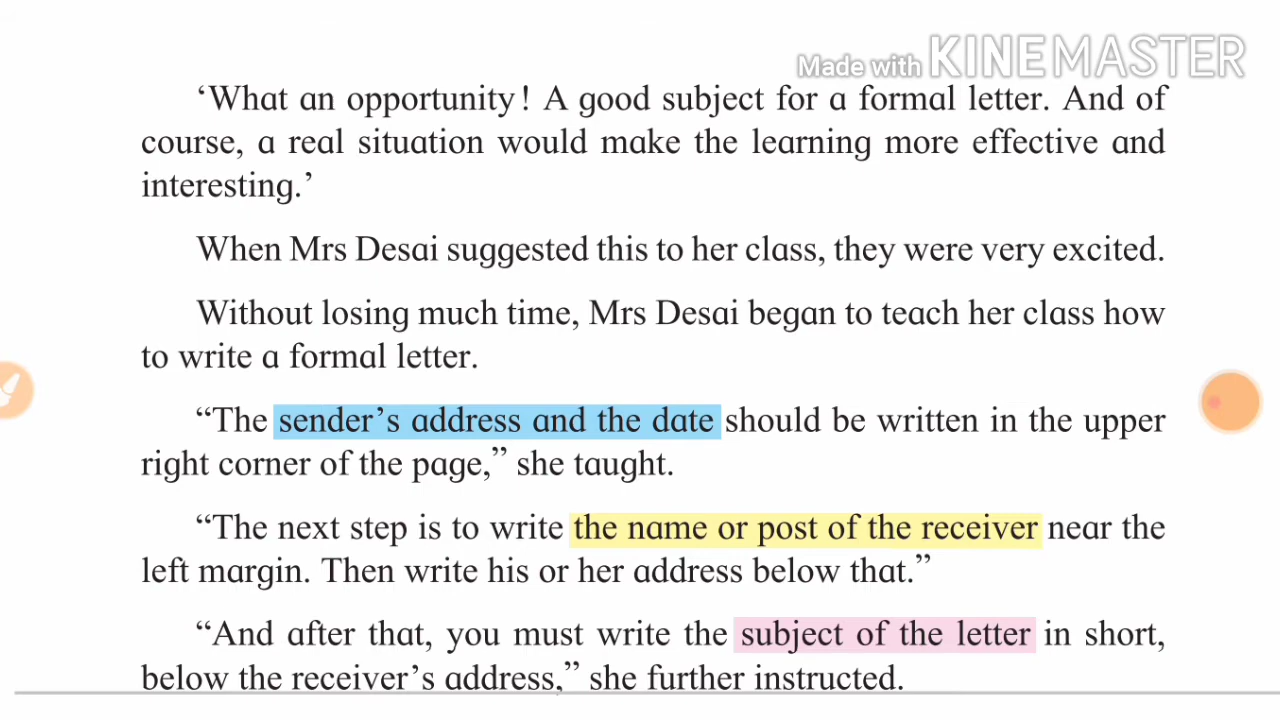 Made with KINEMASTER
‘What an opportunity! A good subject for a formal letter. And of
course, a real situation would make the learning more effective and
interesting.’
When Mrs Desai suggested this to her class, they were very excited.
Without losing much time, Mrs Desai began to teach her class how
to write a formal letter.
“The sender’s address and the date should be written in the upper
right corner of the page,” she taught.
“The next step is to write the name or post of the receiver near the
left margin. Then write his or her address below that.”
“And after that, you must write the subject of the letter in short,
below the receiver’s address,” she further instructed.